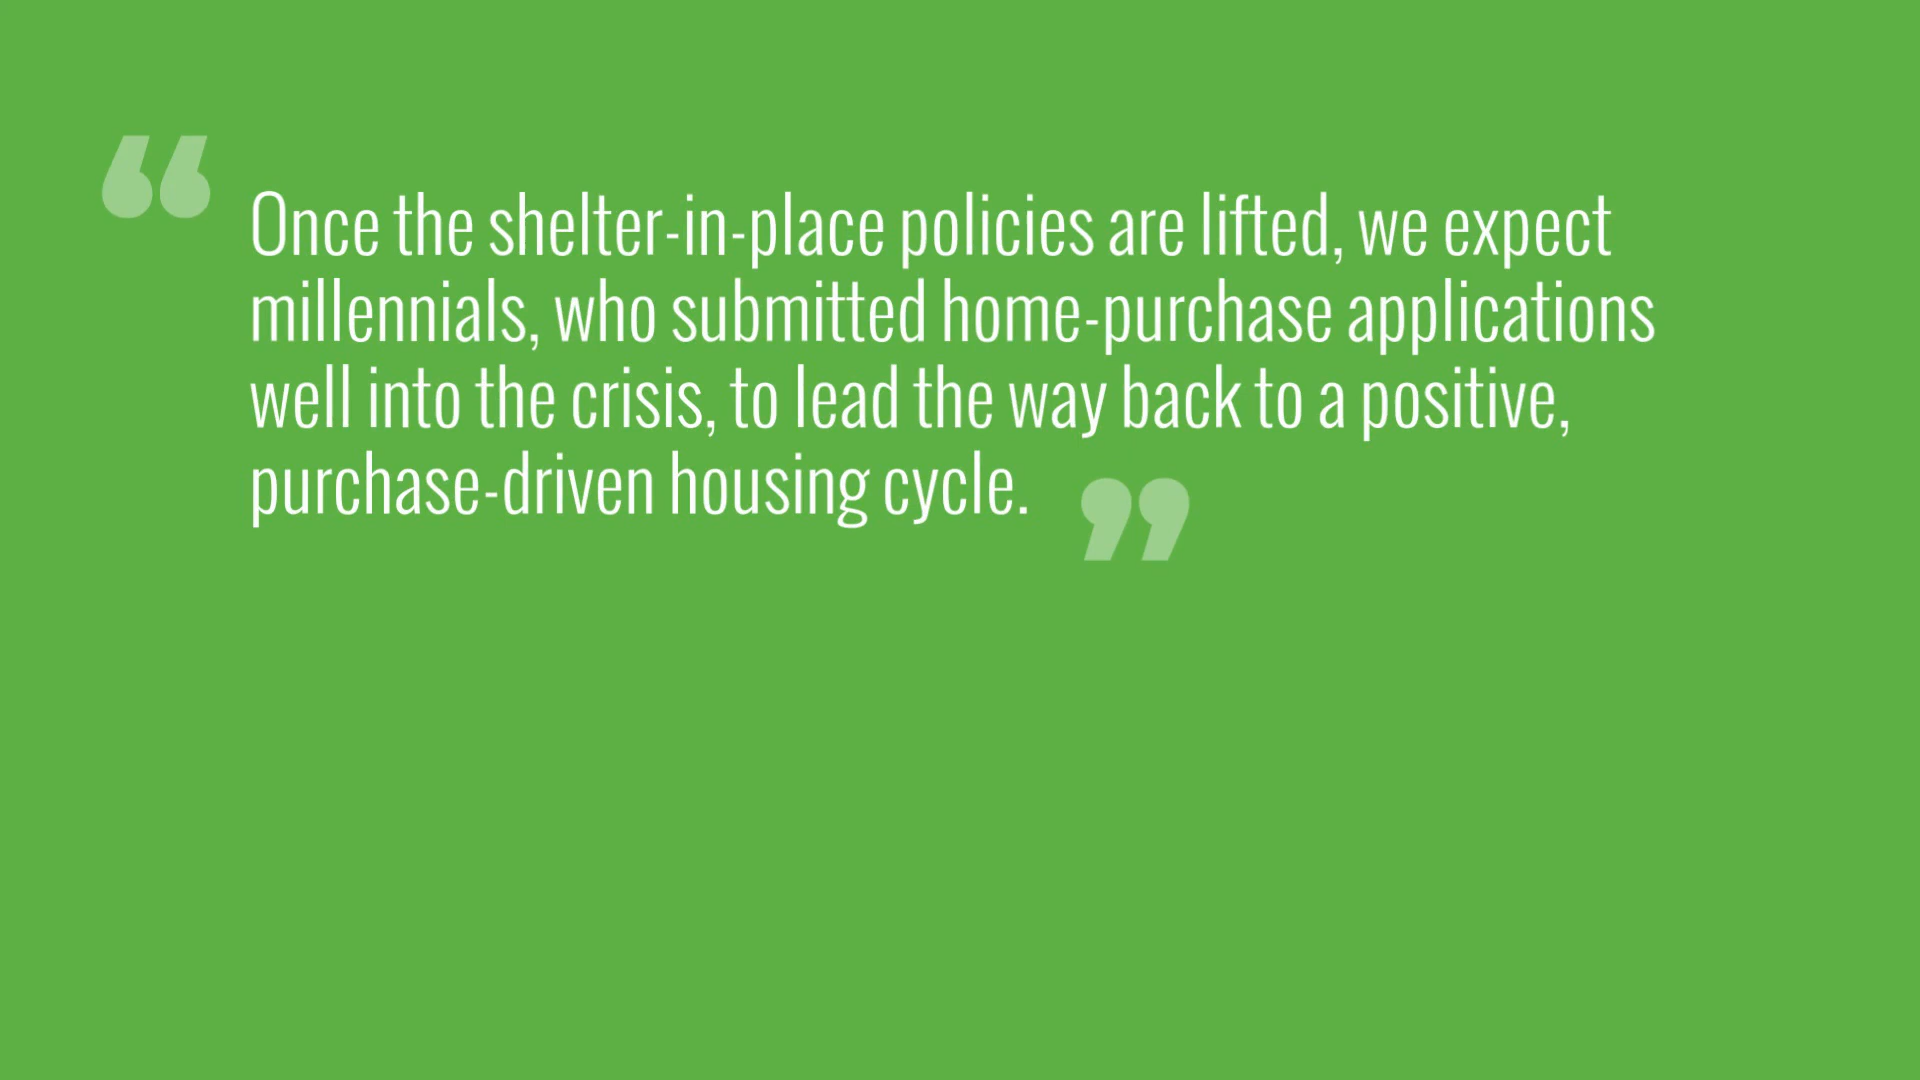 “Once the shelter-in-place policies are lifted, we expect
millennials, who submitted home-purchase applications
well into the crisis, to lead the way back to a positive,
purchase-driven housing cycle.”